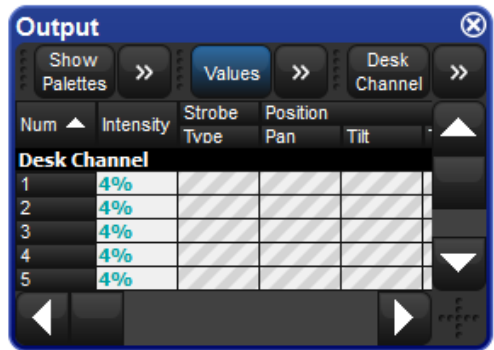 Output
Show Palettes » Values » Desk Channel »
Num Intensity Strobe Position
Type Pan Tilt
Desk Channel
1 4%
2 4%
3 4%
4 4%
5 4%